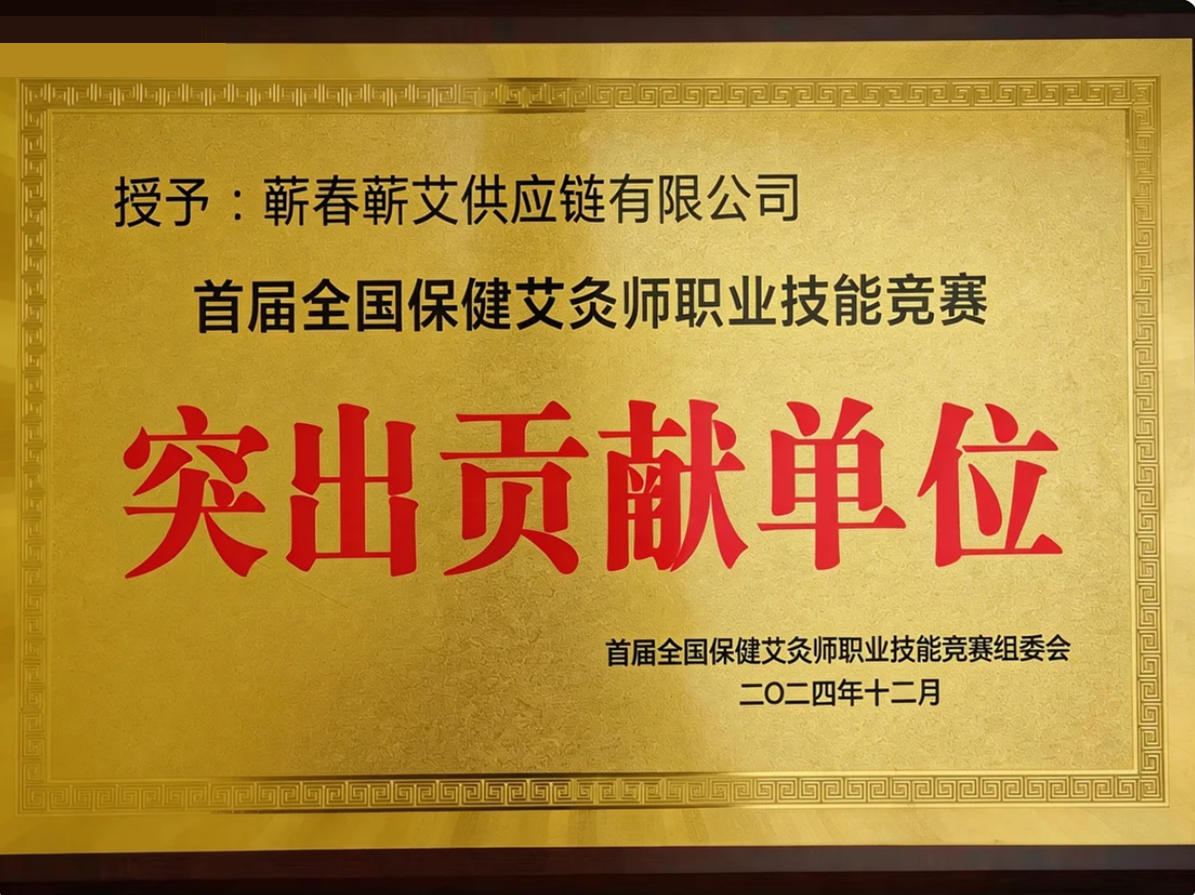 授予：蕲春蕲艾供应链有限公司
首届全国保健艾灸师职业技能竞赛
突出贡献单位
首届全国保健艾灸师职业技能竞赛组委会
二〇二四年十二月